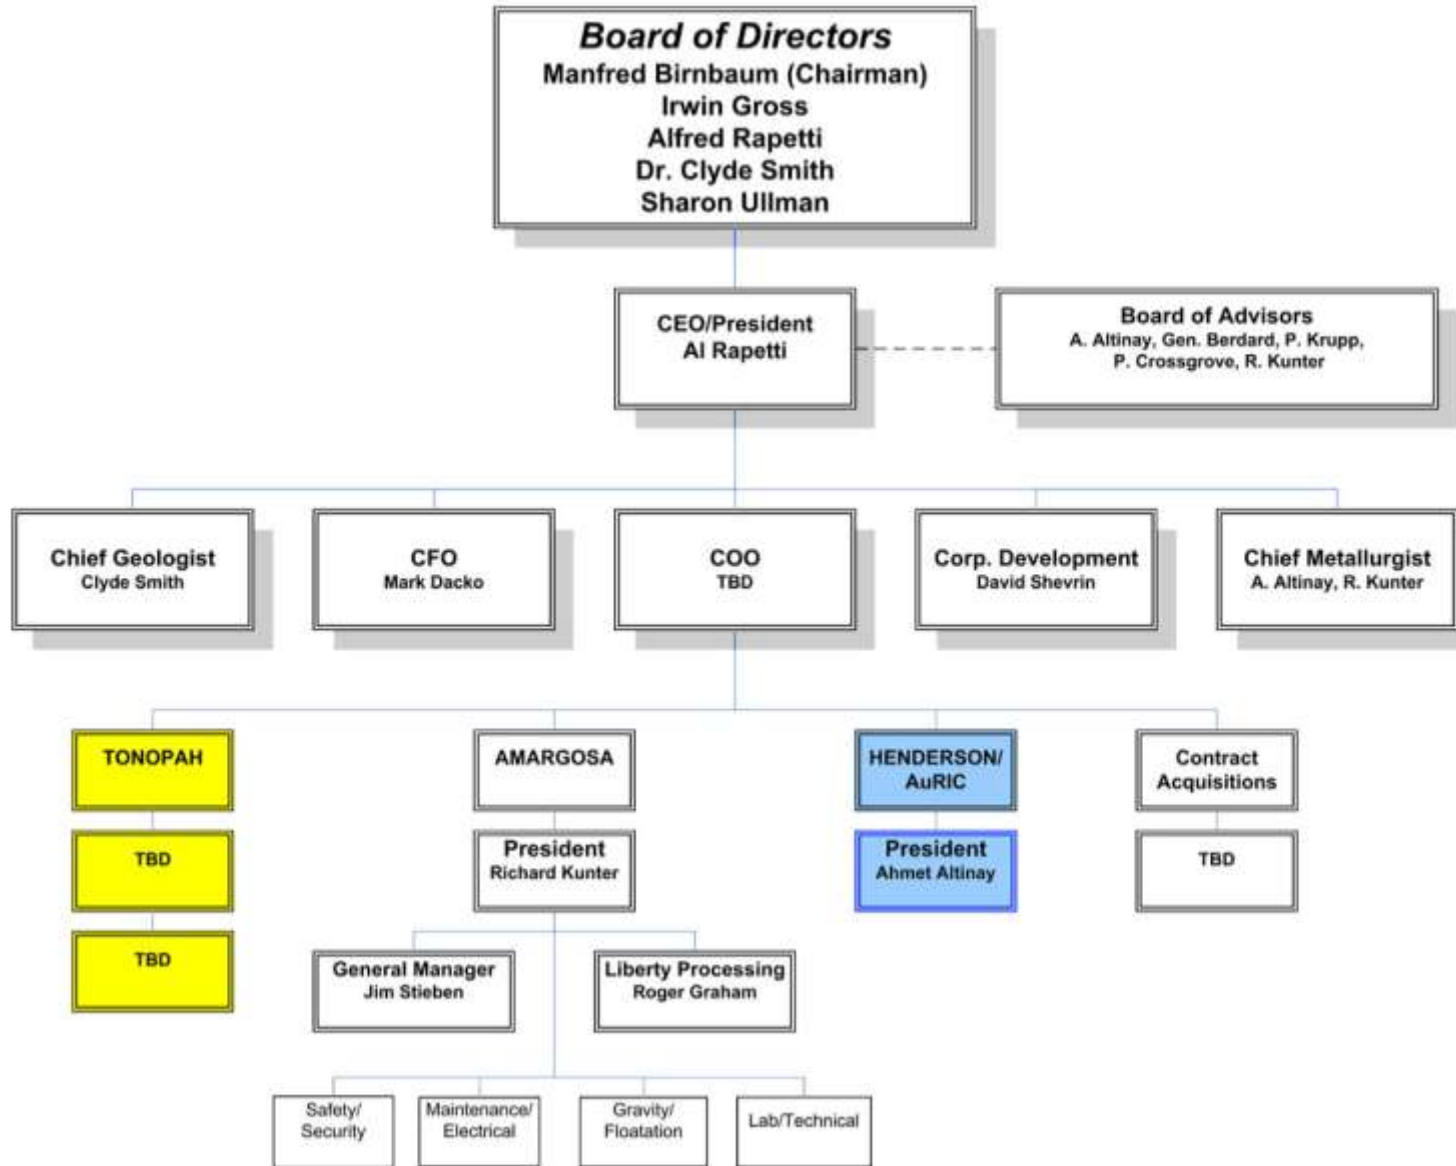 Board of Directors
Manfred Birnbaum (Chairman)
Irwin Gross
Alfred Rapetti
Dr. Clyde Smith
Sharon Ullman
CEO/President
Al Rapetti
Board of Advisors
A. Altinay, Gen. Berdard, P. Krupp,
P. Crossgrove, R. Kunter
Chief Geologist
Clyde Smith
CFO
Mark Dacko
COO
TBD
Corp. Development
David Shevrin
Chief Metallurgist
A. Altinay, R. Kunter
TONOPAH
AMARGOSA
HENDERSON/
AuRIC
Contract
Acquisitions
TBD
President
Richard Kunter
President
Ahmet Altinay
TBD
TBD
General Manager
Jim Stieben
Liberty Processing
Roger Graham
Safety/
Security
Maintenance/
Electrical
Gravity/
Floatation
Lab/Technical